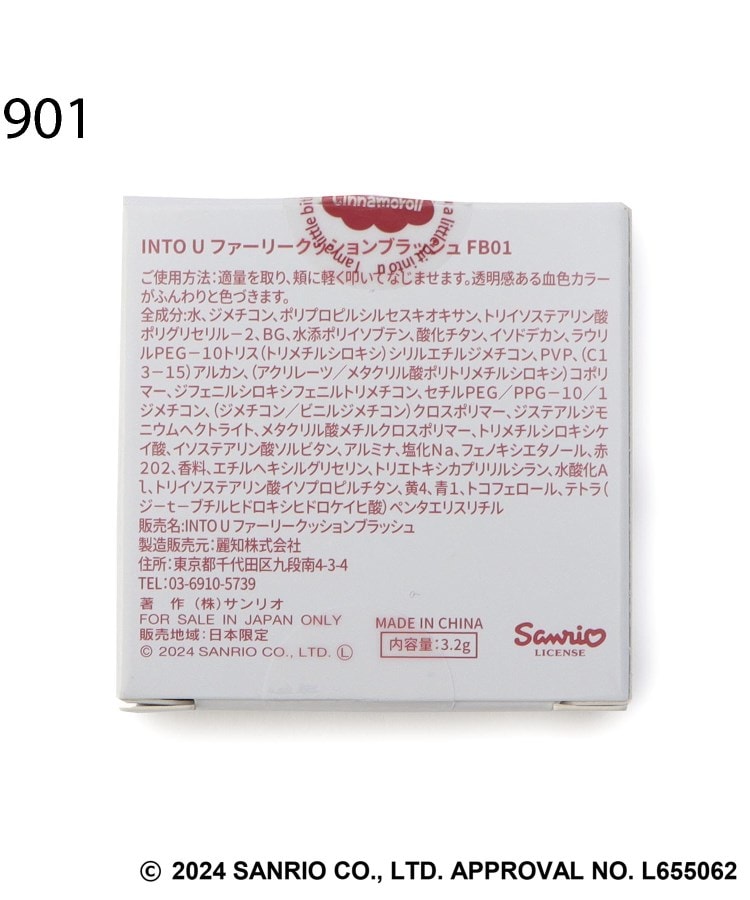 901
Cinnamoroll
I am a little bit into d
u a little bi
INTO U ファーリークッションブラッシュ FB01
ご使用方法:適量を取り、頬に軽く叩いてなじませます。透明感ある血色カラー
がふんわりと色づきます。
全成分:水、ジメチコン、ポリプロピルシルセスキオキサン、トリイソステアリン酸
ポリグリセリル−2、BG、水添ポリイソブテン、酸化チタン、イソドデカン、ラウリ
ルPEG−10トリス(トリメチルシロキシ)シリルエチルジメチコン、PVP、(C1
3−15)アルカン、(アクリレーツ/メタクリル酸ポリトリメチルシロキシ)コポリ
マー、ジフェニルシロキシフェニルトリメチコン、セチルPEG/PPG−10/1
ジメチコン、(ジメチコン/ビニルジメチコン)クロスポリマー、ジステアルジモ
ニウムヘクトライト、メタクリル酸メチルクロスポリマー、トリメチルシロキシケ
イ酸、イソステアリン酸ソルビタン、アルミナ、塩化Na、フェノキシエタノール、赤
202、香料、エチルヘキシルグリセリン、トリエトキシカプリリルシラン、水酸化A
l、トリイソステアリン酸イソプロピルチタン、黄4、青1、トコフェロール、テトラ(
ジ−t−ブチルヒドロキシヒドロケイヒ酸)ペンタエリスリチル
販売名:INTO U ファーリークッションブラッシュ
製造販売元:麗知株式会社
住所:東京都千代田区九段南4-3-4
TEL:03-6910-5739
著 作 (株)サンリオ
FOR SALE IN JAPAN ONLY
販売地域:日本限定
© 2024 SANRIO CO., LTD. Ⓛ
MADE IN CHINA
内容量:3.2g
Sanrio
LICENSE
© 2024 SANRIO CO., LTD. APPROVAL NO. L655062